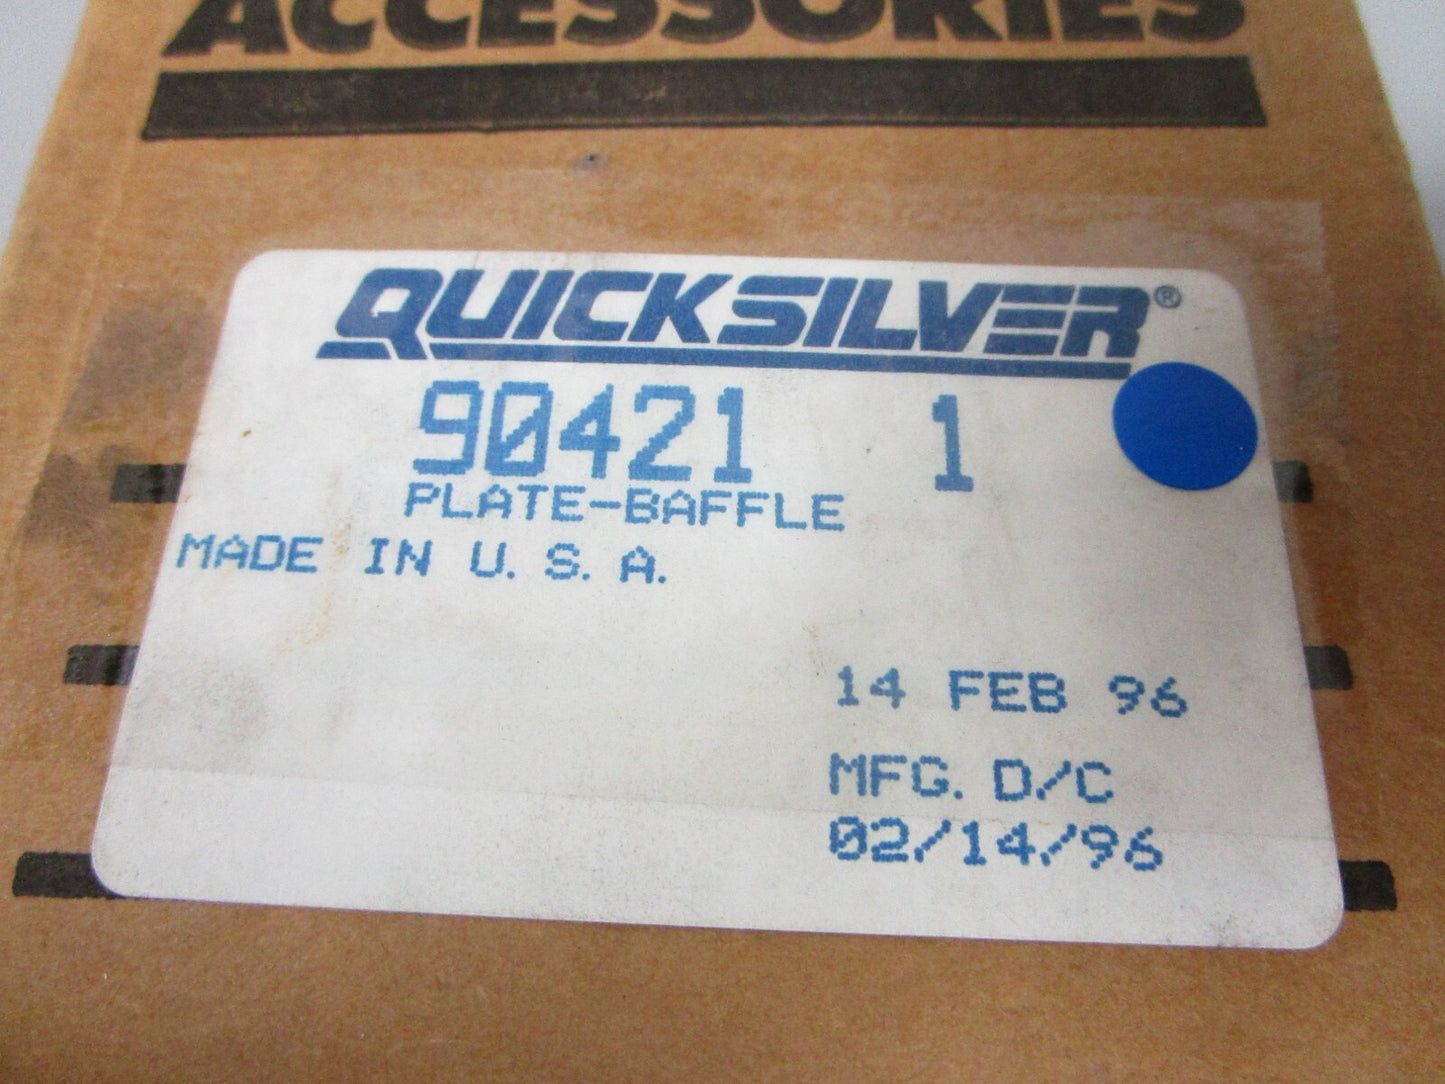 ACCESSORIES
QUICKSILVER®
90421 1
PLATE-BAFFLE
MADE IN U.S.A.
14 FEB 96
MFG. D/C
02/14/96